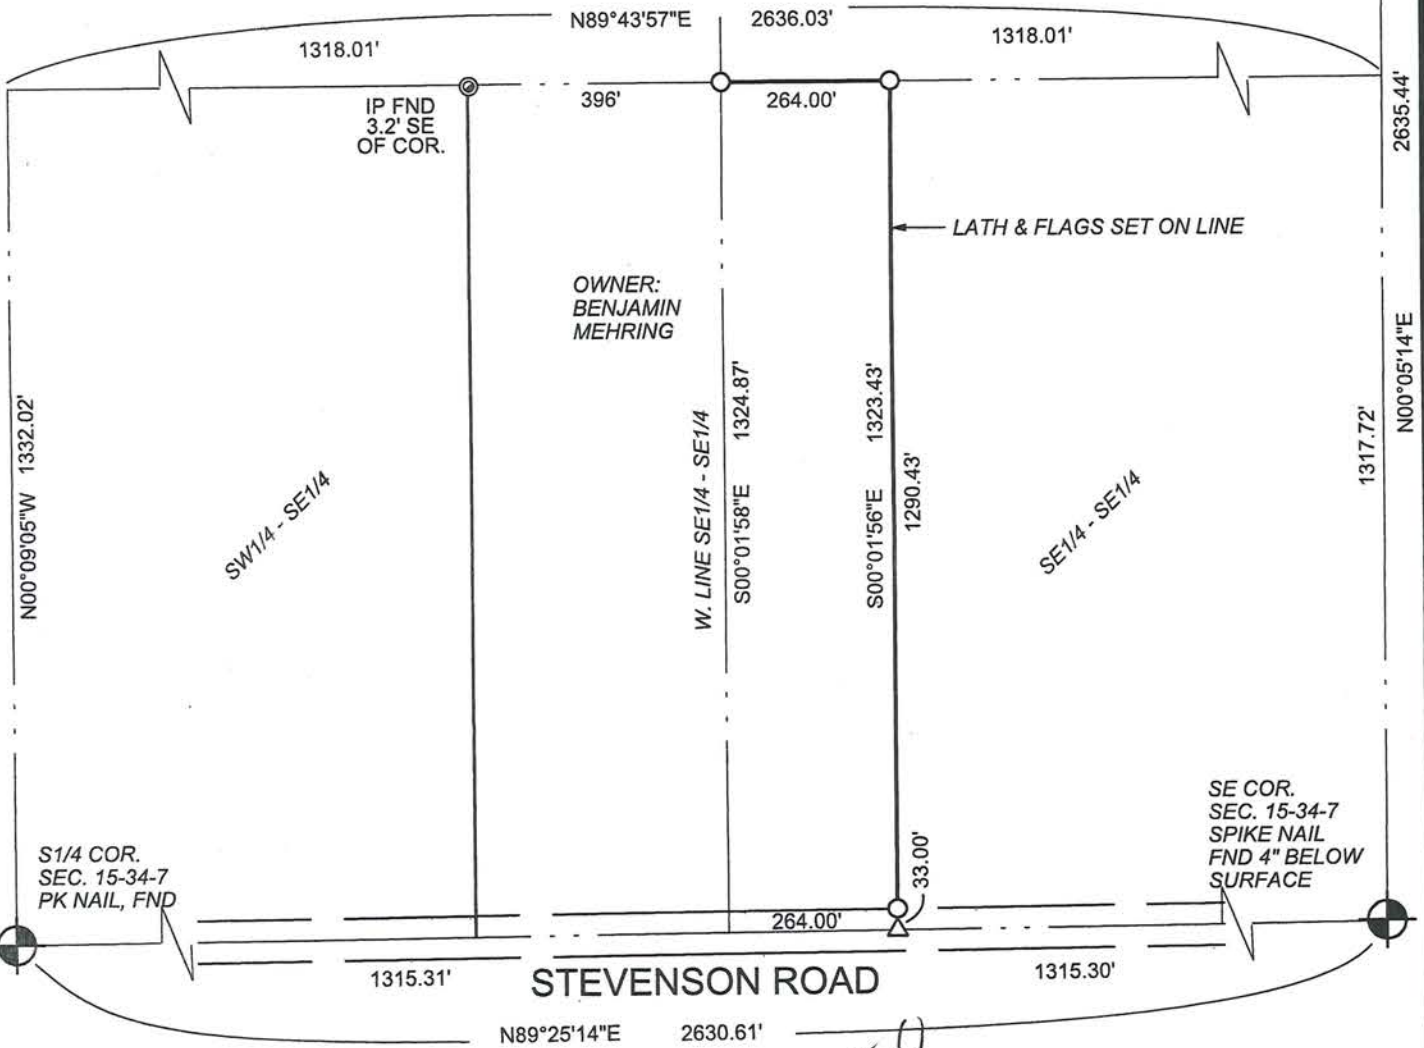 N89°43'57"E 2636.03'
1318.01'
1318.01'
IP FND
3.2' SE
OF COR.
396'
264.00'
2635.44'
LATH & FLAGS SET ON LINE
OWNER:
BENJAMIN
MEHRING
N00°09'05"W 1332.02'
SW1/4 - SE1/4
W. LINE SE1/4 - SE1/4
S00°01'58"E 1324.87'
S00°01'56"E 1323.43'
1290.43'
SE1/4 - SE1/4
1317.72'
N00°05'14"E
S1/4 COR.
SEC. 15-34-7
PK NAIL, FND
SE COR.
SEC. 15-34-7
SPIKE NAIL
FND 4" BELOW
SURFACE
33.00'
264.00'
1315.31'
STEVENSON ROAD
1315.30'
N89°25'14"E 2630.61'